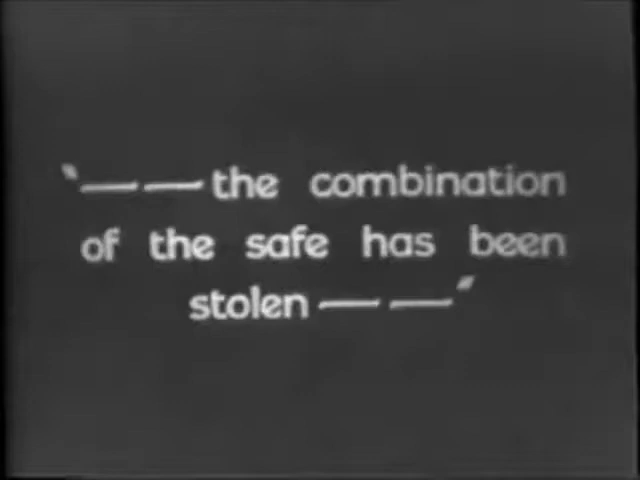 "— — the combination
of the safe has been
stolen — —"